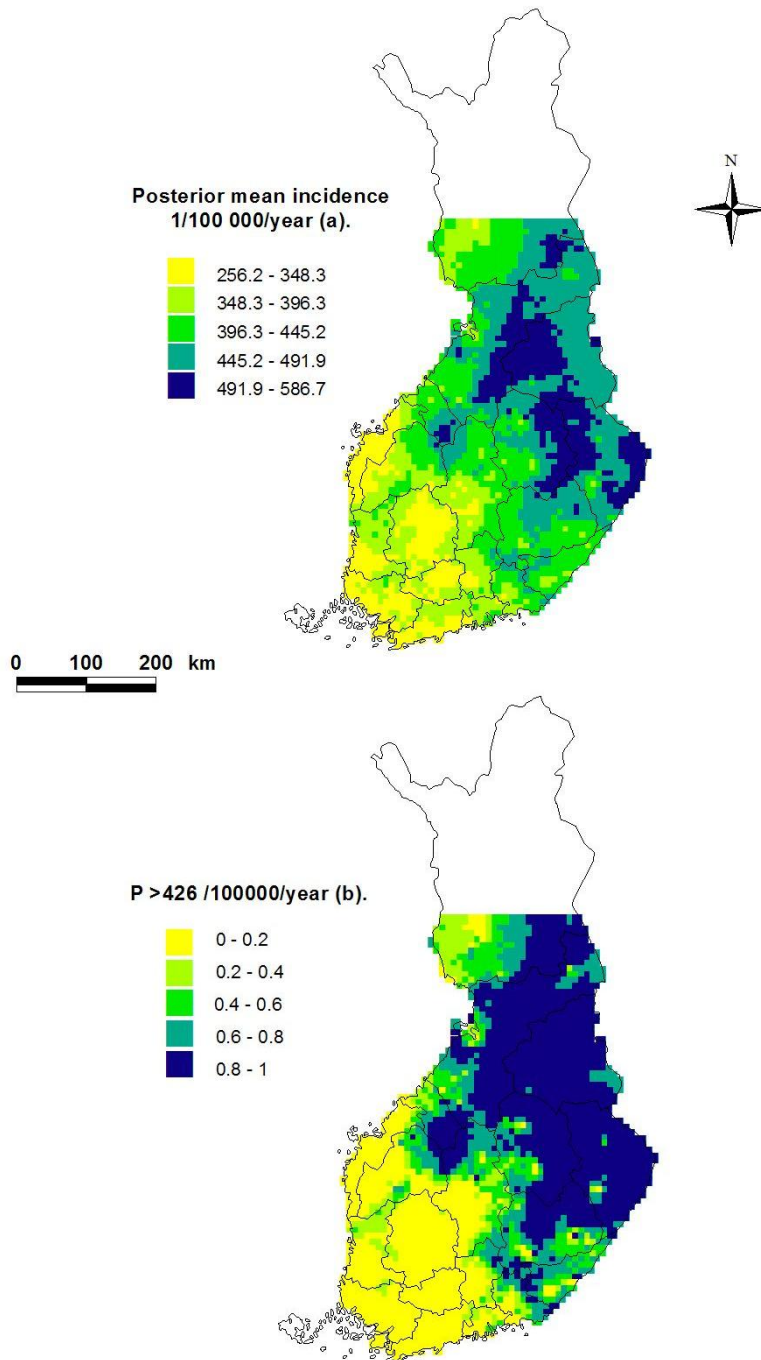 N
Posterior mean incidence
1/100 000/year (a).
256.2 - 348.3
348.3 - 396.3
396.3 - 445.2
445.2 - 491.9
491.9 - 586.7
0 100 200 km
P >426 /100000/year (b).
0 - 0.2
0.2 - 0.4
0.4 - 0.6
0.6 - 0.8
0.8 - 1